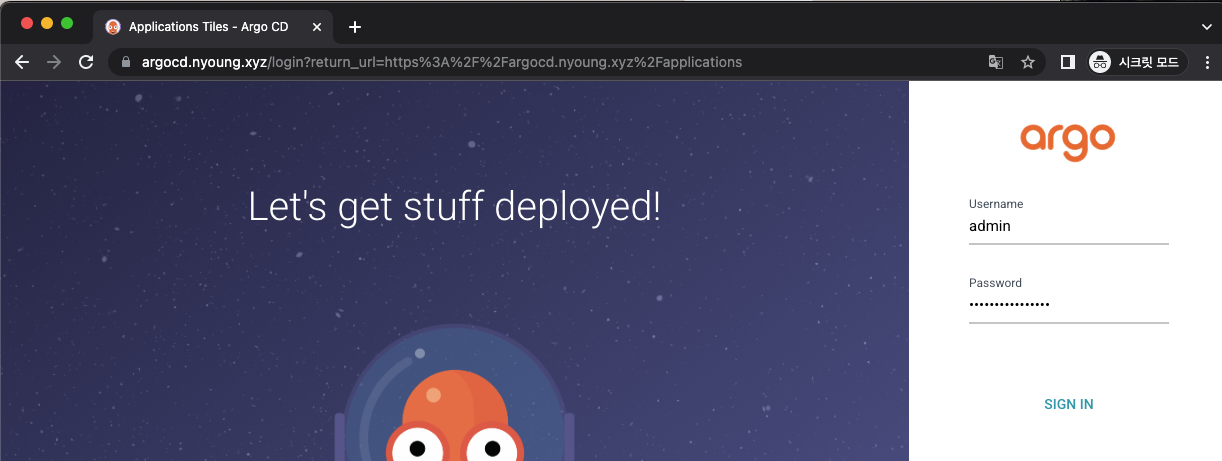 Applications Tiles - Argo CD
argocd.nyoung.xyz/login?return_url=https%3A%2F%2Fargocd.nyoung.xyz%2Fapplications
시크릿 모드
Let's get stuff deployed!
argo
Username
admin
Password
••••••••••••••••
SIGN IN